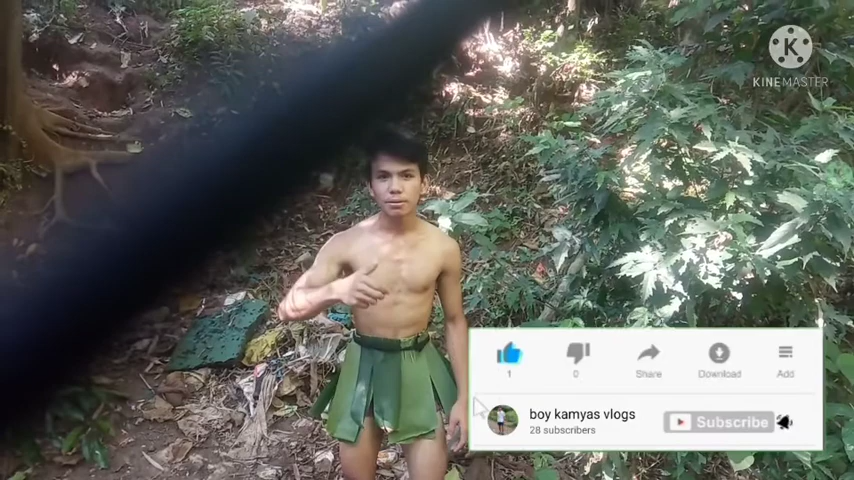 K
KINEMASTER
1
0
Share
Download
Add
boy kamyas vlogs
28 subscribers
Subscribe